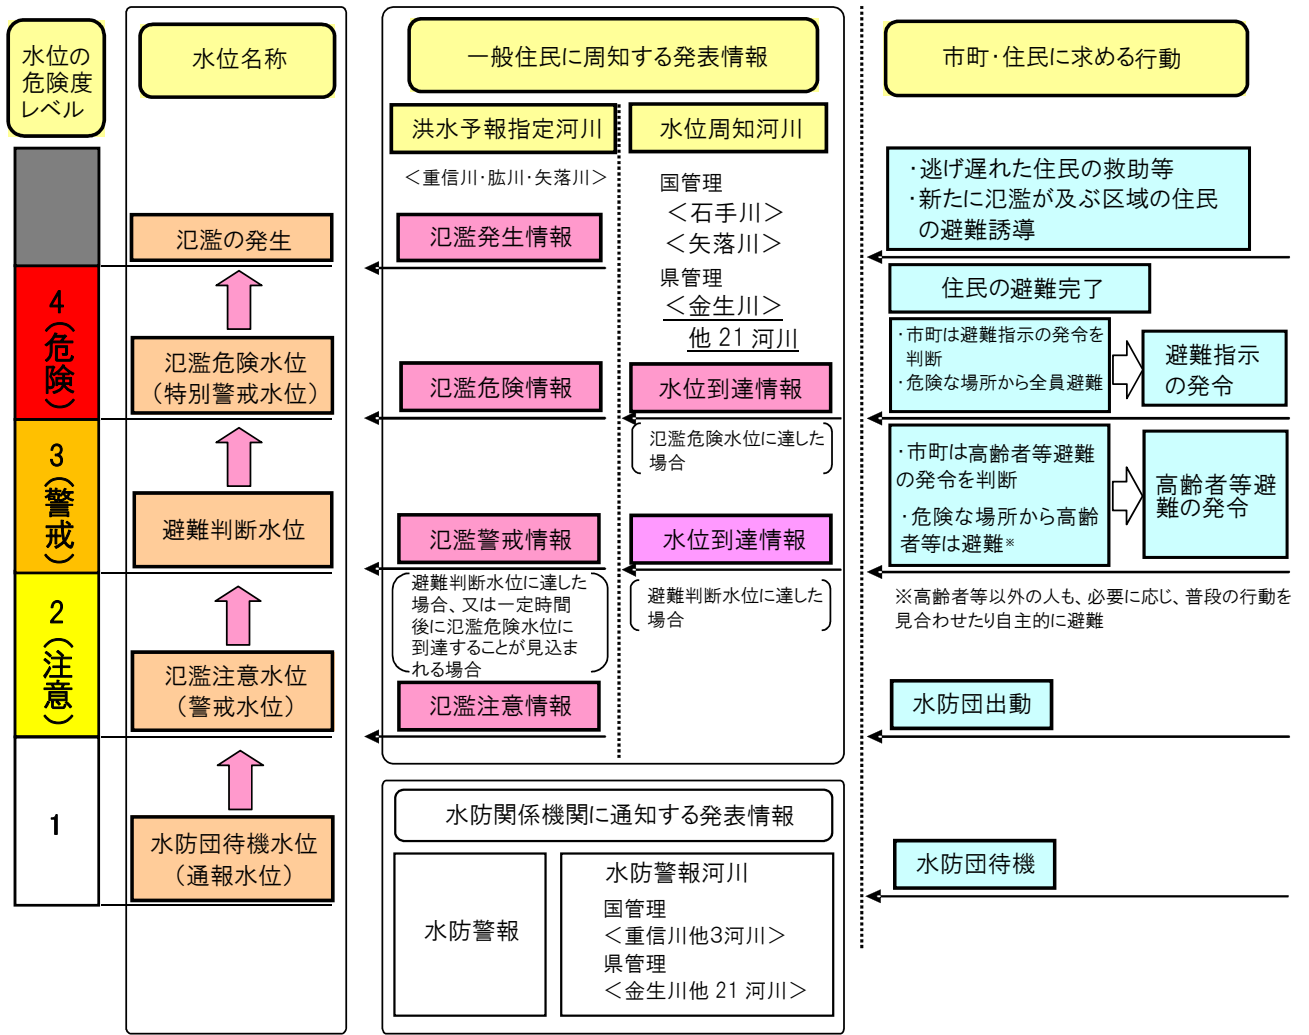 水位の
危険度
レベル
水位名称
一般住民に周知する発表情報
市町・住民に求める行動
洪水予報指定河川
水位周知河川
＜重信川・肱川・矢落川＞
国管理
＜石手川＞
＜矢落川＞
県管理
＜金生川＞
他 21 河川
・逃げ遅れた住民の救助等
・新たに氾濫が及ぶ区域の住民
の避難誘導
氾濫の発生
氾濫発生情報
住民の避難完了
4（危険）
氾濫危険水位
（特別警戒水位）
氾濫危険情報
水位到達情報
氾濫危険水位に達した
場合
・市町は避難指示の発令を
判断
・危険な場所から全員避難
避難指示
の発令
3（警戒）
避難判断水位
氾濫警戒情報
避難判断水位に達した
場合、又は一定時間
後に氾濫危険水位に
到達することが見込ま
れる場合
水位到達情報
避難判断水位に達した
場合
・市町は高齢者等避難
の発令を判断
・危険な場所から高齢
者等は避難※
高齢者等避
難の発令
※高齢者等以外の人も、必要に応じ、普段の行動を
見合わせたり自主的に避難
2（注意）
氾濫注意水位
（警戒水位）
氾濫注意情報
水防団出動
1
水防団待機水位
（通報水位）
水防団待機
水防関係機関に通知する発表情報
水防警報
水防警報河川
国管理
＜重信川他3河川＞
県管理
＜金生川他 21 河川＞